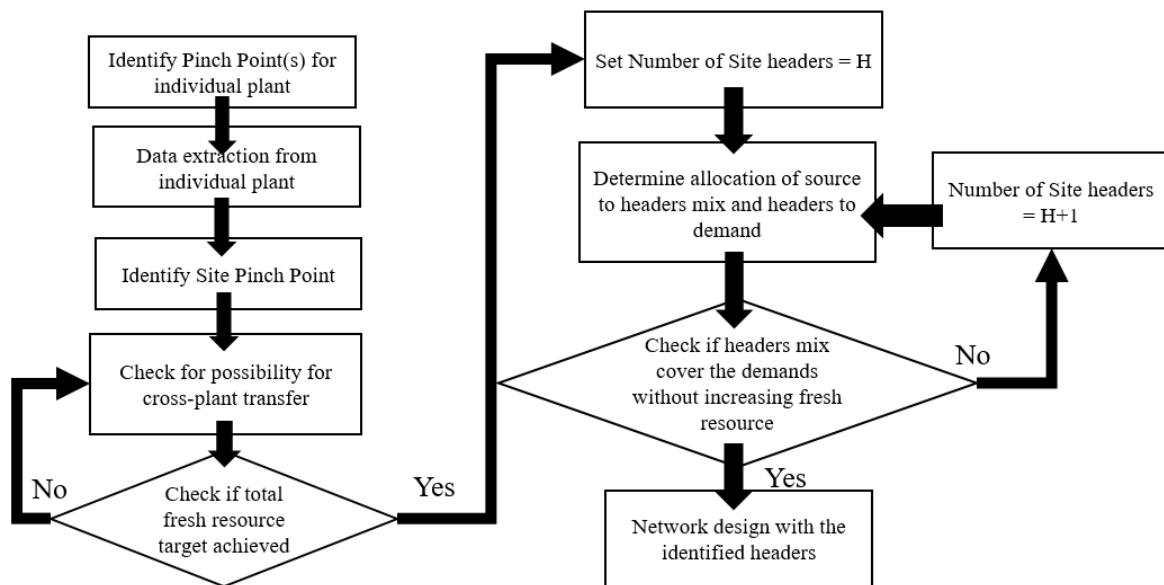 Identify Pinch Point(s) for
individual plant
Data extraction from
individual plant
Identify Site Pinch Point
Check for possibility for
cross-plant transfer
No
Check if total
fresh resource
target achieved
Yes
Set Number of Site headers = H
Determine allocation of source
to headers mix and headers to
demand
Number of Site headers
= H+1
Check if headers mix
cover the demands
without increasing fresh
resource
No
Yes
Network design with the
identified headers